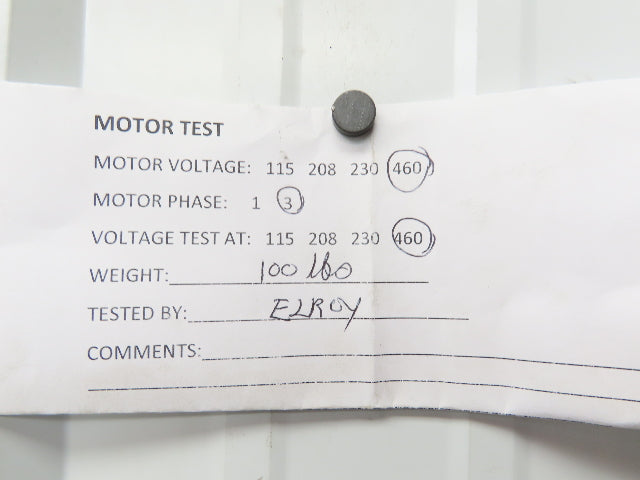 MOTOR TEST
MOTOR VOLTAGE: 115 208 230 460
MOTOR PHASE: 1 3
VOLTAGE TEST AT: 115 208 230 460
WEIGHT: 100 lbs
TESTED BY: ELROY
COMMENTS: